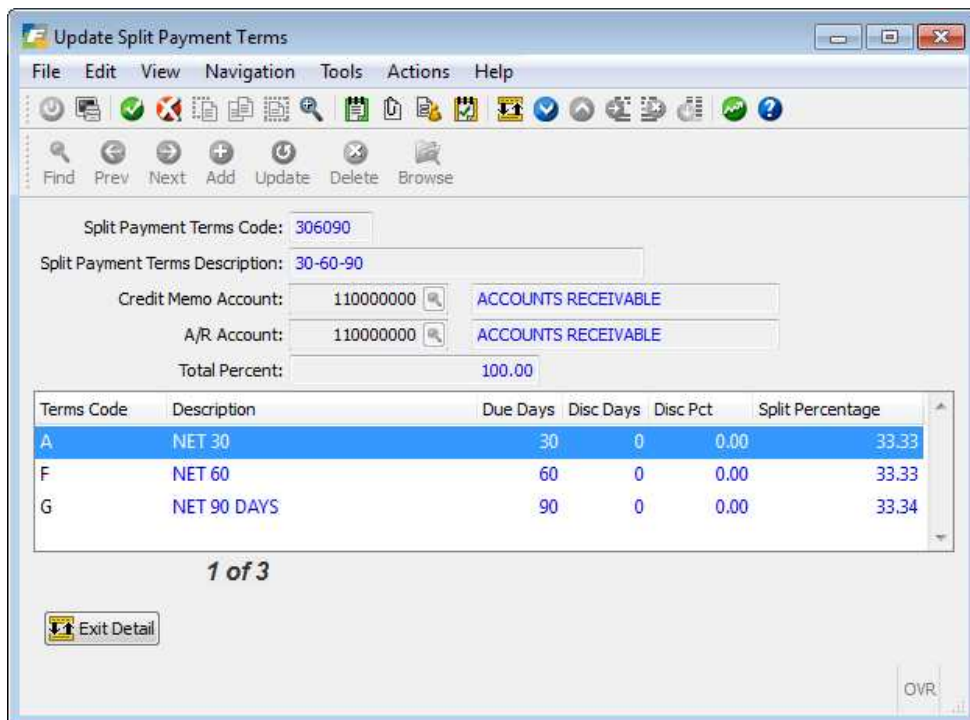 Update Split Payment Terms
File Edit View Navigation Tools Actions Help
Find Prev Next Add Update Delete Browse
Split Payment Terms Code: 306090
Split Payment Terms Description: 30-60-90
Credit Memo Account: 110000000 ACCOUNTS RECEIVABLE
A/R Account: 110000000 ACCOUNTS RECEIVABLE
Total Percent: 100.00
Terms Code Description Due Days Disc Days Disc Pct Split Percentage
A NET 30 30 0 0.00 33.33
F NET 60 60 0 0.00 33.33
G NET 90 DAYS 90 0 0.00 33.34
1 of 3
Exit Detail
OVR